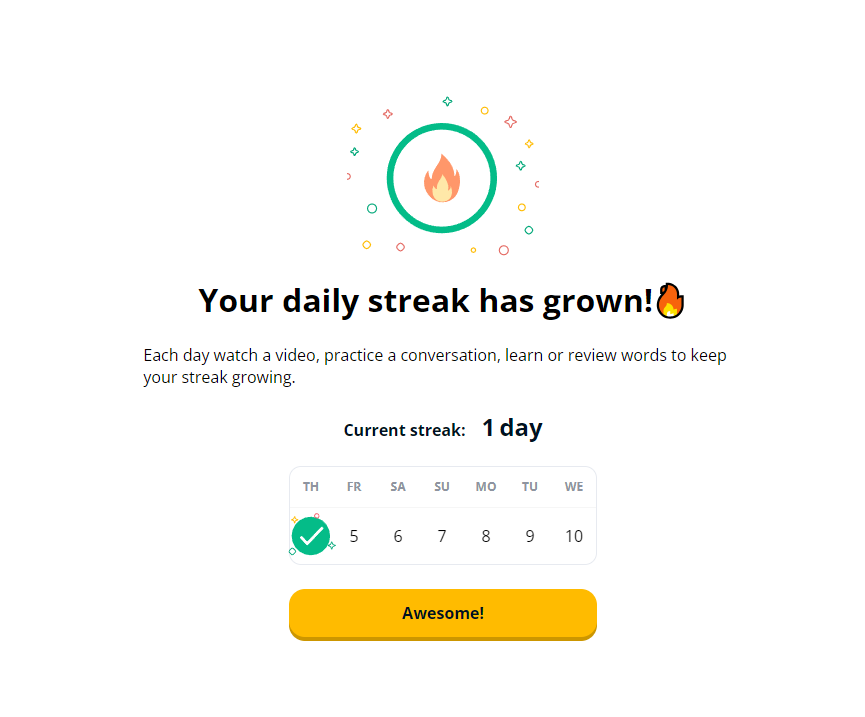 Your daily streak has grown!🔥
Each day watch a video, practice a conversation, learn or review words to keep
your streak growing.
Current streak: 1 day
TH FR SA SU MO TU WE
5 6 7 8 9 10
Awesome!